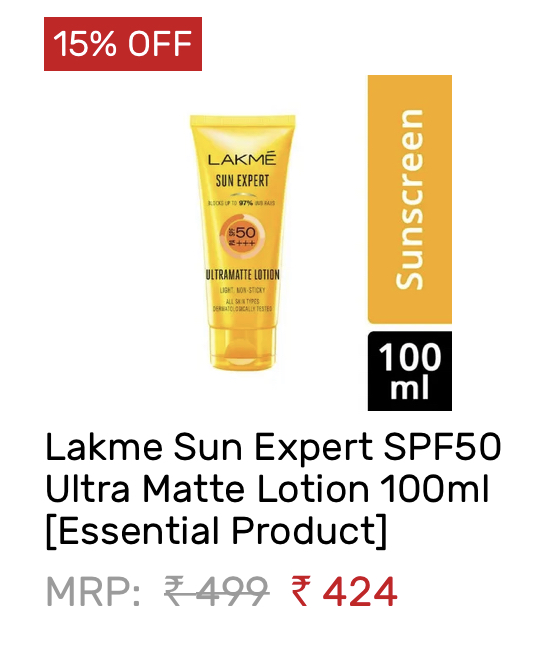 15% OFF
LAKMÉ
SUN EXPERT
BLOCKS UP TO 97% UVB RAYS
SPF 50
PA+++
ULTRAMATTE LOTION
LIGHT, NON-STICKY
ALL SKIN TYPES
DERMATOLOGICALLY TESTED
Sunscreen
100
ml
Lakme Sun Expert SPF50
Ultra Matte Lotion 100ml
[Essential Product]
MRP: ₹ 499 ₹ 424